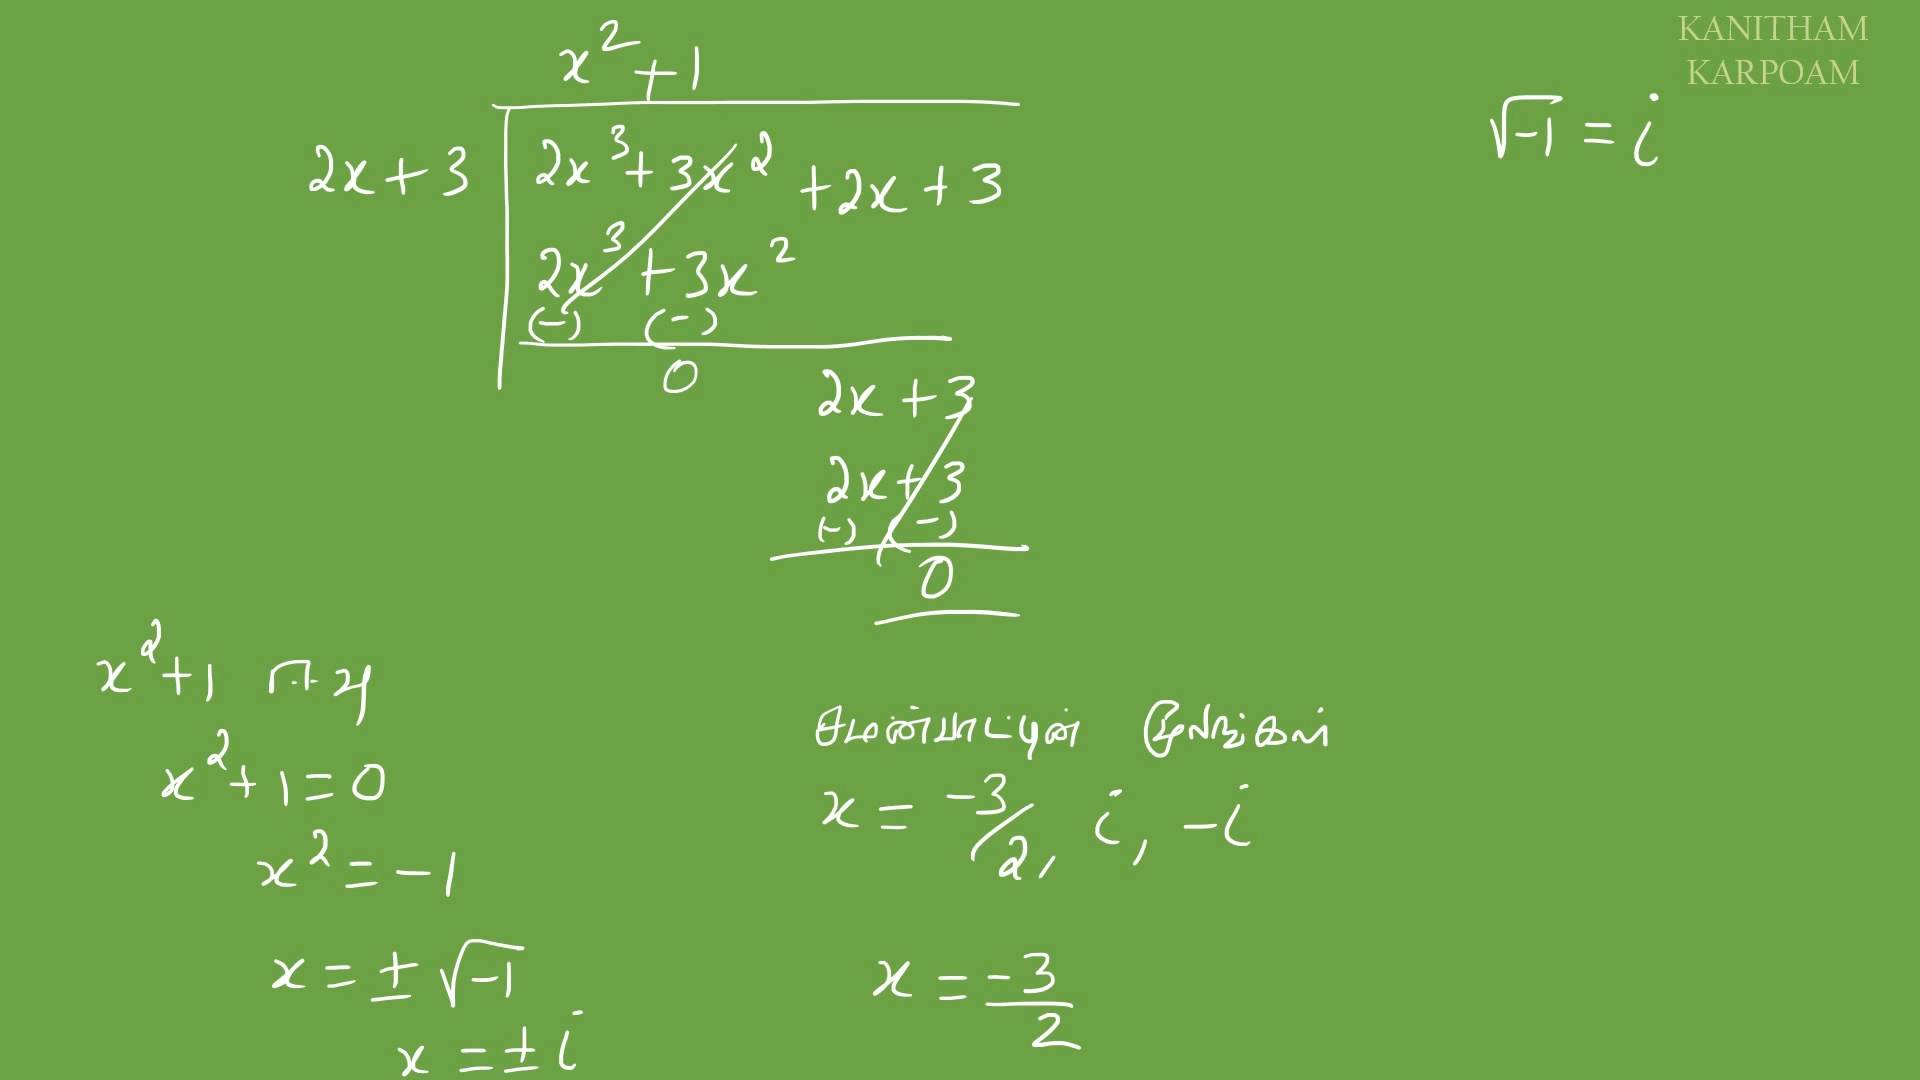 KANITHAM
KARPOAM
√-1 = i
x² + 1
2x + 3
2x³ + 3x² + 2x + 3
2x³ + 3x²
(-) (-)
0
2x + 3
2x + 3
(-) (-)
0
x² + 1
x² + 1 = 0
x² = -1
x = ± √-1
x = ± i
சமன்பாட்டின் மூலங்கள்
x = -3/2, i, -i
x = -3/2